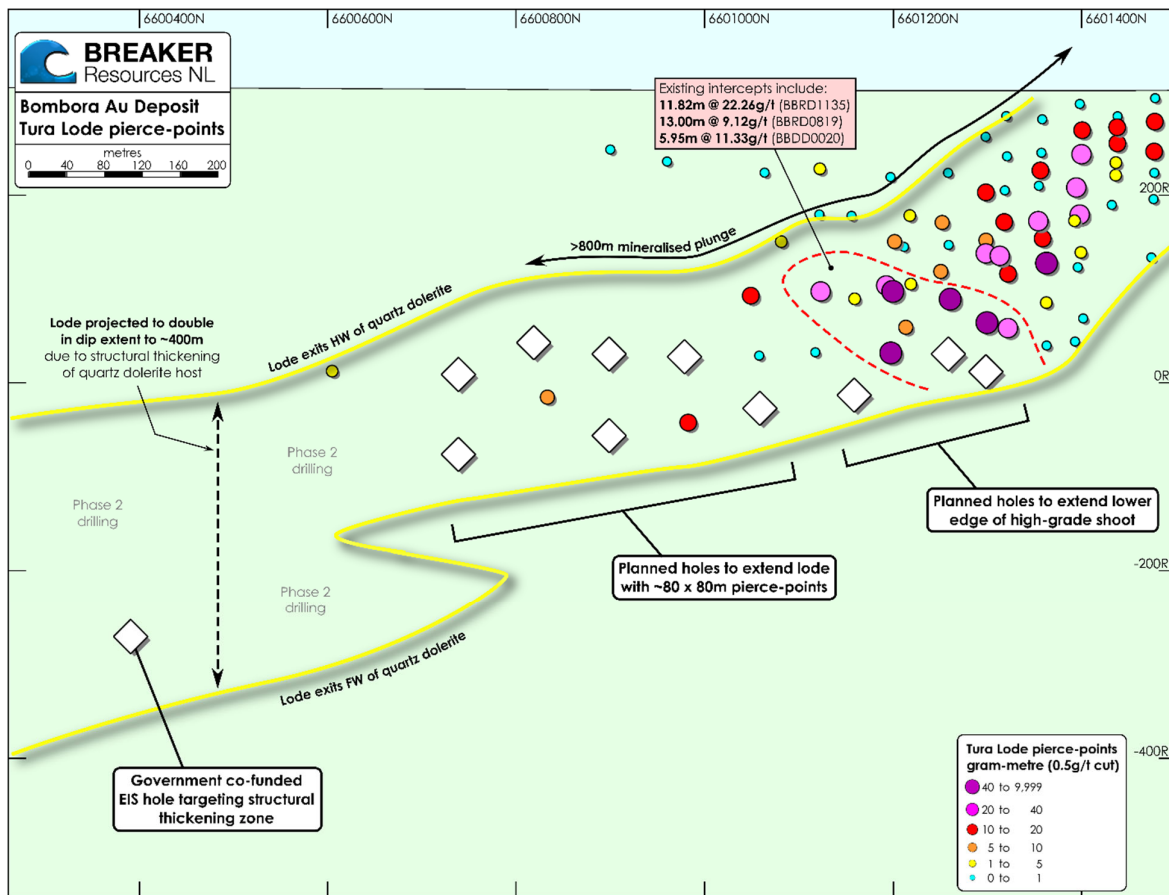 6600400N
6600600N
6600800N
6601000N
6601200N
6601400N
BREAKER
Resources NL
Bombora Au Deposit
Tura Lode pierce-points
metres
0 40 80 120 160 200
Existing intercepts include:
11.82m @ 22.26g/t (BBRD1135)
13.00m @ 9.12g/t (BBRD0819)
5.95m @ 11.33g/t (BBDD0020)
200R
>800m mineralised plunge
Lode projected to double
in dip extent to ~400m
due to structural thickening
of quartz dolerite host
Lode exits HW of quartz dolerite
0R
Phase 2
drilling
Phase 2
drilling
Planned holes to extend lower
edge of high-grade shoot
Planned holes to extend lode
with ~80 x 80m pierce-points
-200R
Phase 2
drilling
Lode exits FW of quartz dolerite
Government co-funded
EIS hole targeting structural
thickening zone
-400R
Tura Lode pierce-points
gram-metre (0.5g/t cut)
40 to 9,999
20 to 40
10 to 20
5 to 10
1 to 5
0 to 1